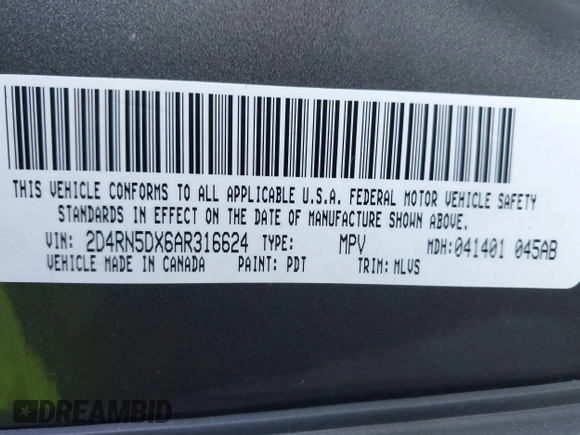 THIS VEHICLE CONFORMS TO ALL APPLICABLE U.S.A. FEDERAL MOTOR VEHICLE SAFETY
STANDARDS IN EFFECT ON THE DATE OF MANUFACTURE SHOWN ABOVE.
VIN: 2D4RN5DX6AR316624 TYPE: MPV MDH:041401 045AB
VEHICLE MADE IN CANADA PAINT: PDT TRIM: MLVS
DREAMBID